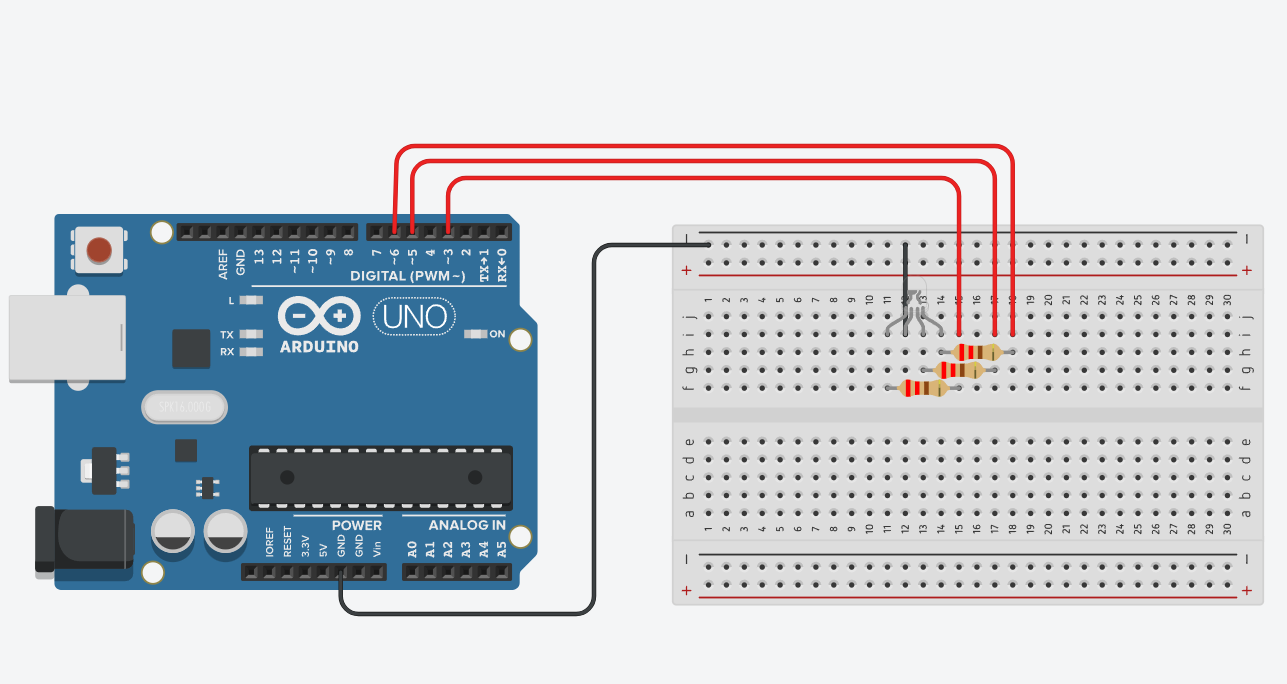 AREF
GND
13
12
~11
~10
~9
8
7
~6
~5
4
~3
2
TX→1
RX←0
DIGITAL (PWM~)
L
TX
RX
ARDUINO
UNO
ON
SPK16.000G
IOREF
RESET
3.3V
5V
GND
GND
Vin
POWER
ANALOG IN
A0
A1
A2
A3
A4
A5
− −
+ +
1 2 3 4 5 6 7 8 9 10 11 12 13 14 15 16 17 18 19 20 21 22 23 24 25 26 27 28 29 30
j j
i i
h h
g g
f f
e e
d d
c c
b b
a a
1 2 3 4 5 6 7 8 9 10 11 12 13 14 15 16 17 18 19 20 21 22 23 24 25 26 27 28 29 30
− −
+ +